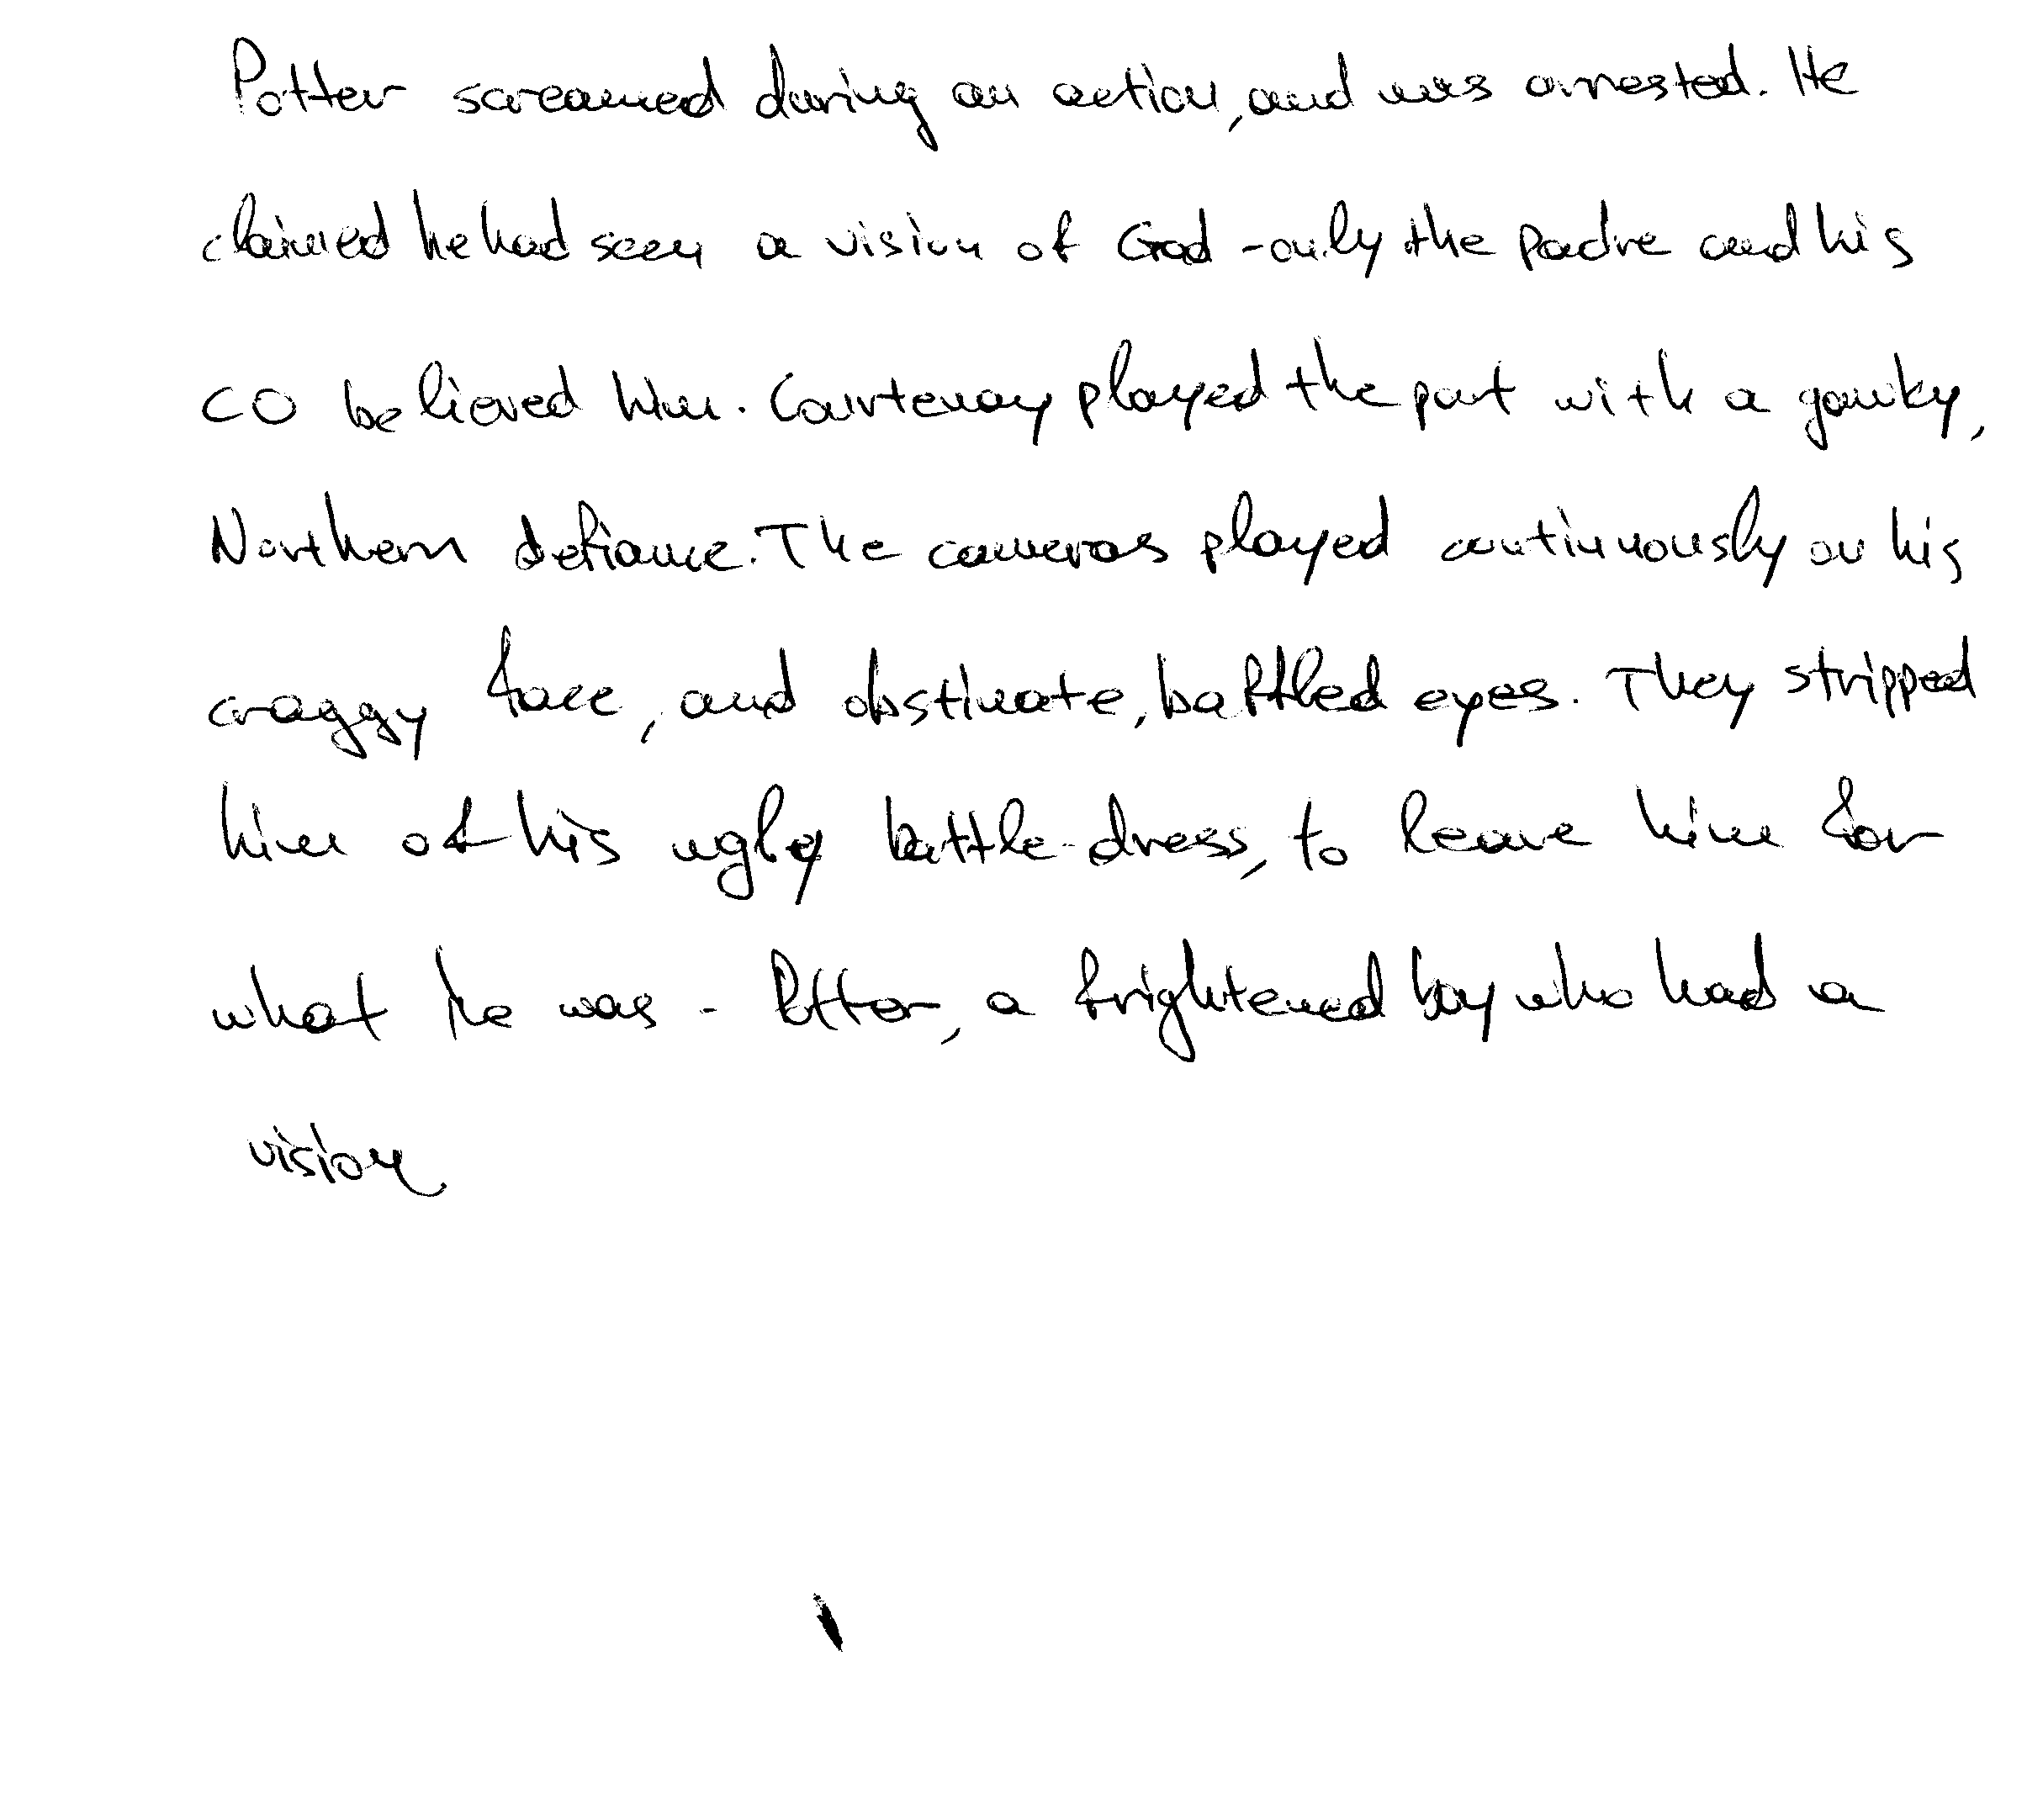 Potter screamed during an action, and was arrested. He
claimed he had seen a vision of God - only the padre and his
CO believed him. Courtenay played the part with a gawky,
Northern defiance. The cameras played continuously on his
craggy face, and obstinate, baffled eyes. They stripped
him of his ugly battle-dress, to leave him for
what he was - Potter, a frightened boy who had a
vision.